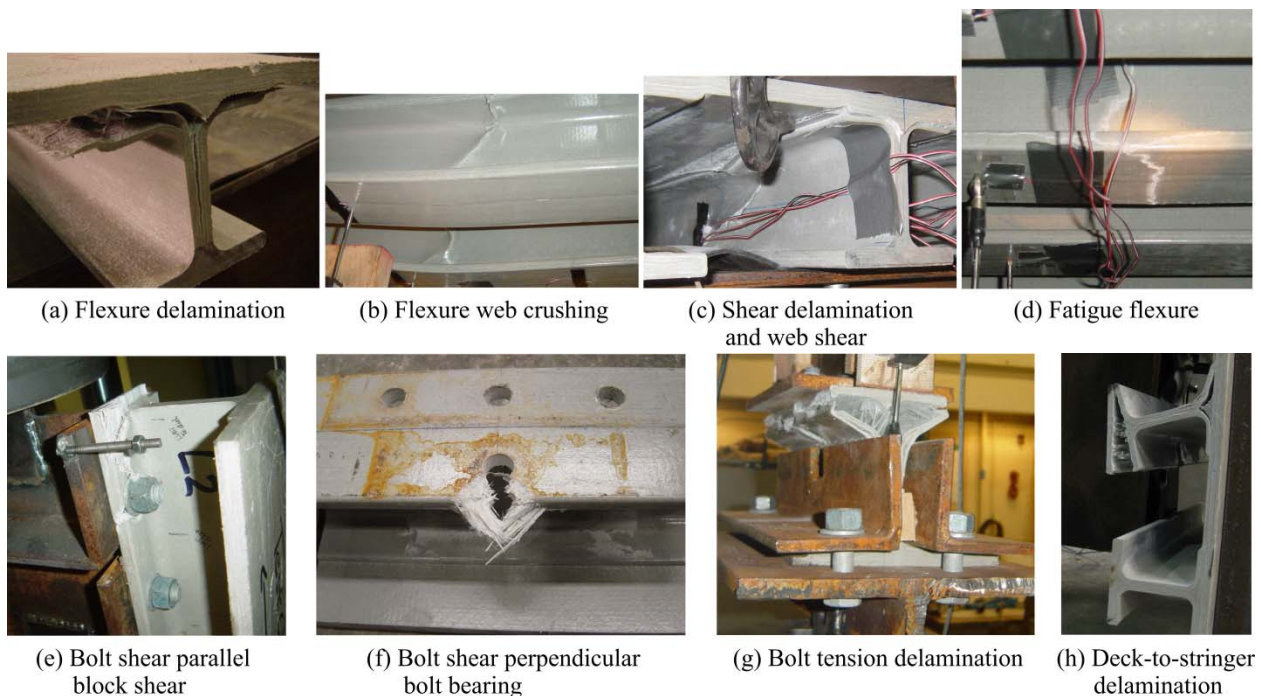 (a) Flexure delamination
(b) Flexure web crushing
(c) Shear delamination
and web shear
(d) Fatigue flexure
(e) Bolt shear parallel
block shear
(f) Bolt shear perpendicular
bolt bearing
(g) Bolt tension delamination
(h) Deck-to-stringer
delamination